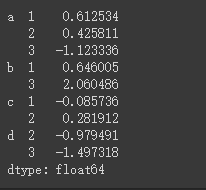 a  1    0.612534
   2    0.425811
   3   -1.123336
b  1    0.646005
   3    2.060486
c  1   -0.085736
   2    0.281912
d  2   -0.979491
   3   -1.497318
dtype: float64